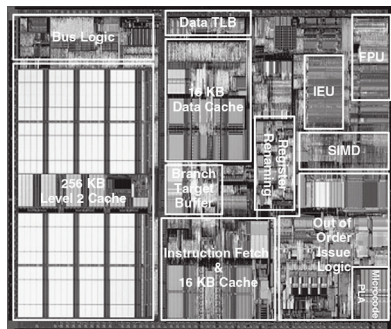 Bus Logic
Data TLB
16 KB
Data Cache
IEU
FPU
SIMD
Register
Renaming
Branch
Target
Buffer
256 KB
Level 2 Cache
Instruction Fetch
&
16 KB Cache
Out of
Order
Issue
Logic
Microcode
PLA